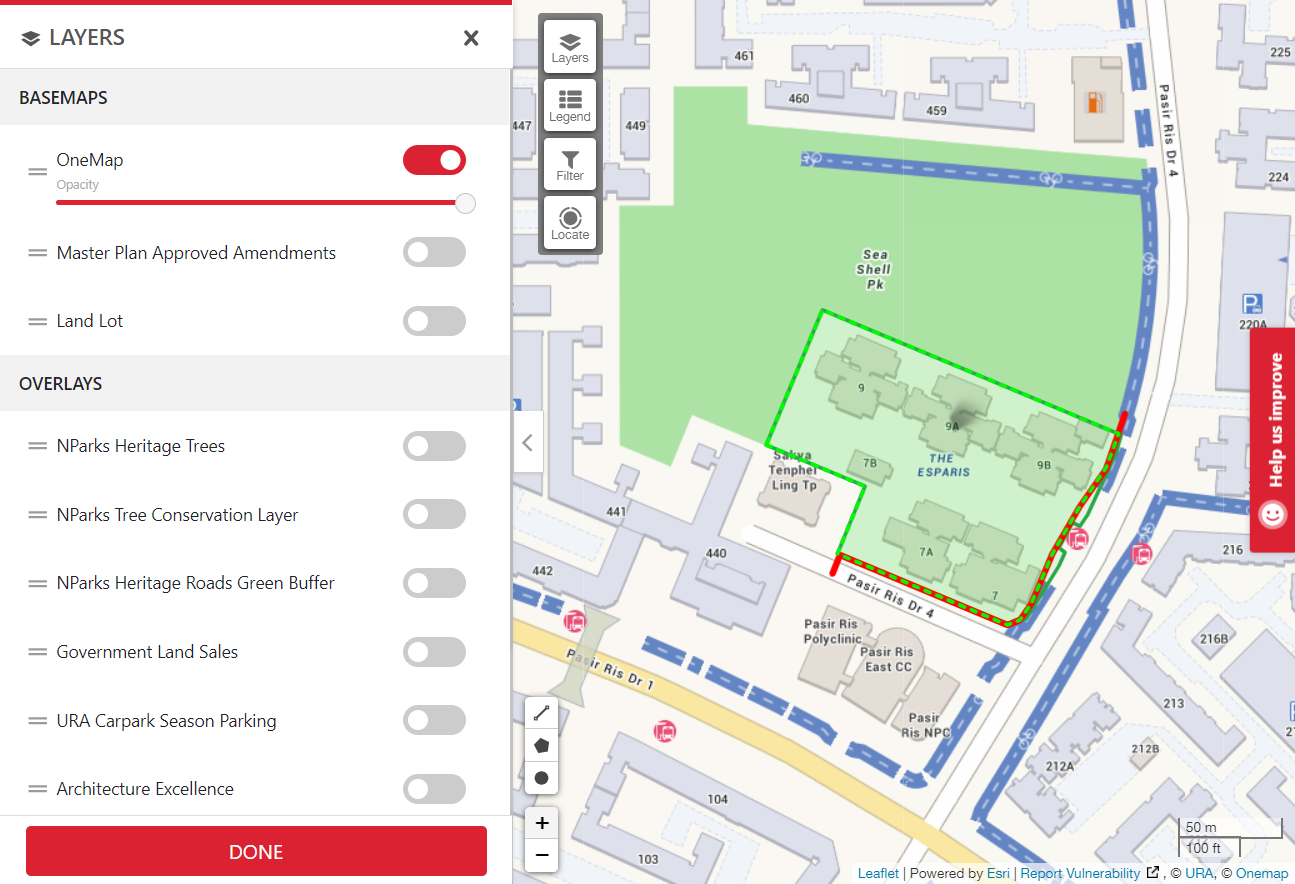 LAYERS
BASEMAPS
OneMap
Opacity
Master Plan Approved Amendments
Land Lot
OVERLAYS
NParks Heritage Trees
NParks Tree Conservation Layer
NParks Heritage Roads Green Buffer
Government Land Sales
URA Carpark Season Parking
Architecture Excellence
DONE
Layers
Legend
Filter
Locate
461
460
459
225
447
449
Pasir Ris Dr 4
224
Sea
Shell
Pk
P
220A
Help us improve
9
9A
9B
7B
THE
ESPARIS
Sakya
Tenphel
Ling Tp
441
440
442
7A
7
216
Pasir Ris Dr 4
Pasir Ris
Polyclinic
Pasir Ris
East CC
Pasir Ris Dr 1
216B
213
Pasir
Ris NPC
212A
212B
104
103
+
−
50 m
100 ft
Leaflet | Powered by Esri | Report Vulnerability , © URA, © Onemap